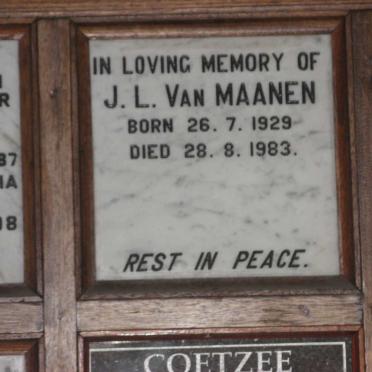 IN LOVING MEMORY OF
J. L. VAN MAANEN
BORN 26. 7. 1929
DIED 28. 8. 1983.
REST IN PEACE.
COETZEE